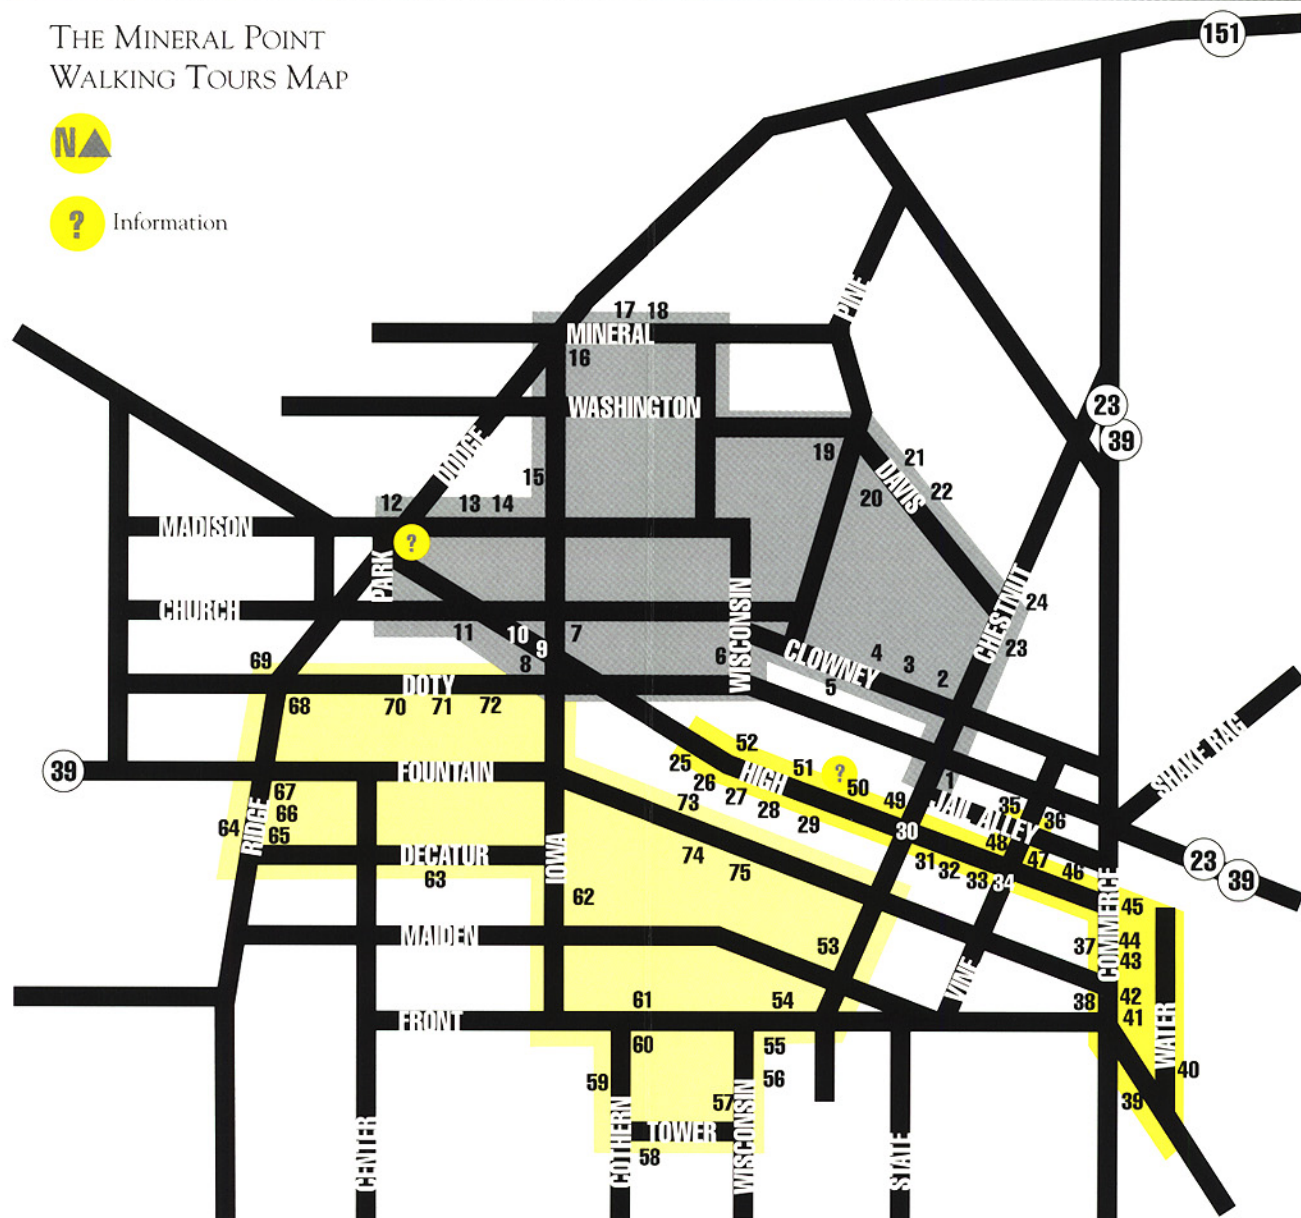 THE MINERAL POINT
WALKING TOURS MAP
N
? Information
151
PINE
17 18
MINERAL
16
WASHINGTON
23
39
DODGE
19
21
DAVIS
20
22
15
12
13 14
MADISON
?
PARK
CHURCH
WISCONSIN
CHESTNUT
24
11
10
9
7
8
6
CLOWNEY
4
3
2
23
5
69
DOTY
68
70 71 72
SHAKE RAG
39
FOUNTAIN
25
52
26
HIGH
51
?
50
49
1
JAIL ALLEY
35
36
27
28
29
73
30
48
47
46
31
32
33
34
67
66
65
64
RIDGE
DECATUR
63
IOWA
74
75
23
39
62
COMMERCE
45
MAIDEN
53
37
44
43
VINE
61
54
38
42
41
FRONT
WATER
60
55
59
56
40
57
39
COTHERN
TOWER
WISCONSIN
58
CENTER
STATE